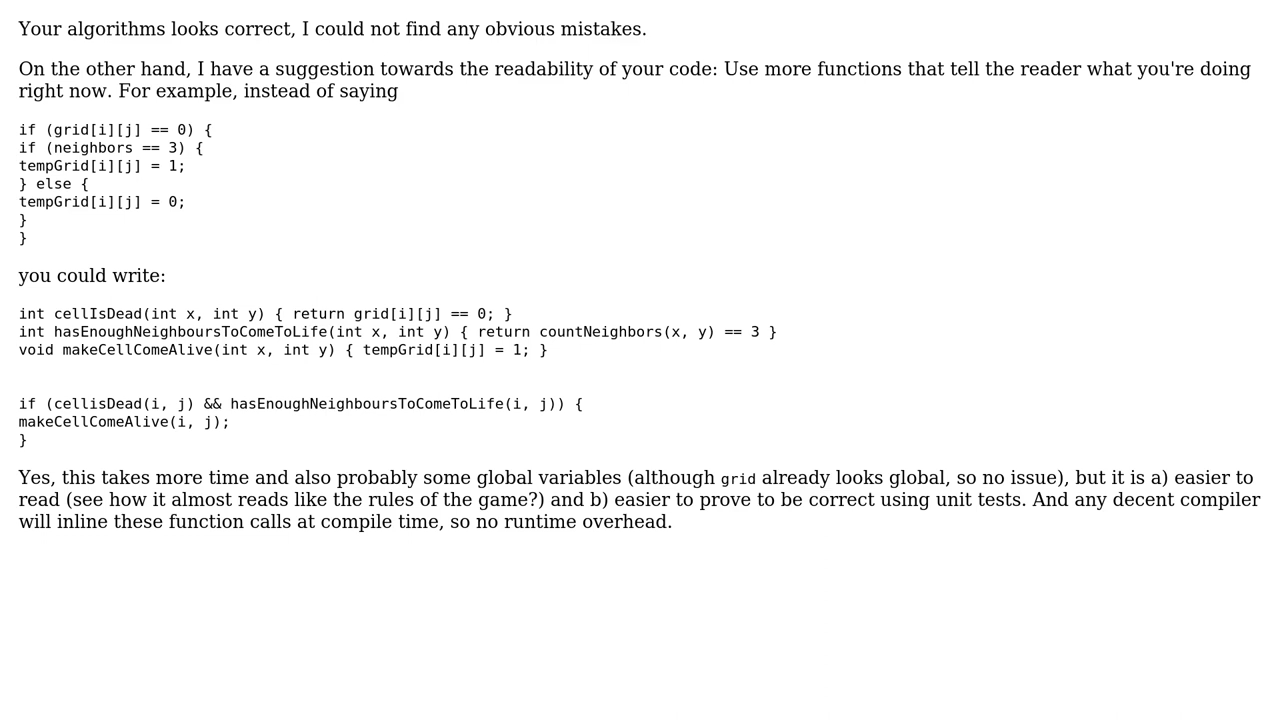 Your algorithms looks correct, I could not find any obvious mistakes.
On the other hand, I have a suggestion towards the readability of your code: Use more functions that tell the reader what you're doing
right now. For example, instead of saying
if (grid[i][j] == 0) {
if (neighbors == 3) {
tempGrid[i][j] = 1;
} else {
tempGrid[i][j] = 0;
}
}
you could write:
int cellIsDead(int x, int y) { return grid[i][j] == 0; }
int hasEnoughNeighboursToComeToLife(int x, int y) { return countNeighbors(x, y) == 3 }
void makeCellComeAlive(int x, int y) { tempGrid[i][j] = 1; }
if (cellisDead(i, j) && hasEnoughNeighboursToComeToLife(i, j)) {
makeCellComeAlive(i, j);
}
Yes, this takes more time and also probably some global variables (although grid already looks global, so no issue), but it is a) easier to
read (see how it almost reads like the rules of the game?) and b) easier to prove to be correct using unit tests. And any decent compiler
will inline these function calls at compile time, so no runtime overhead.